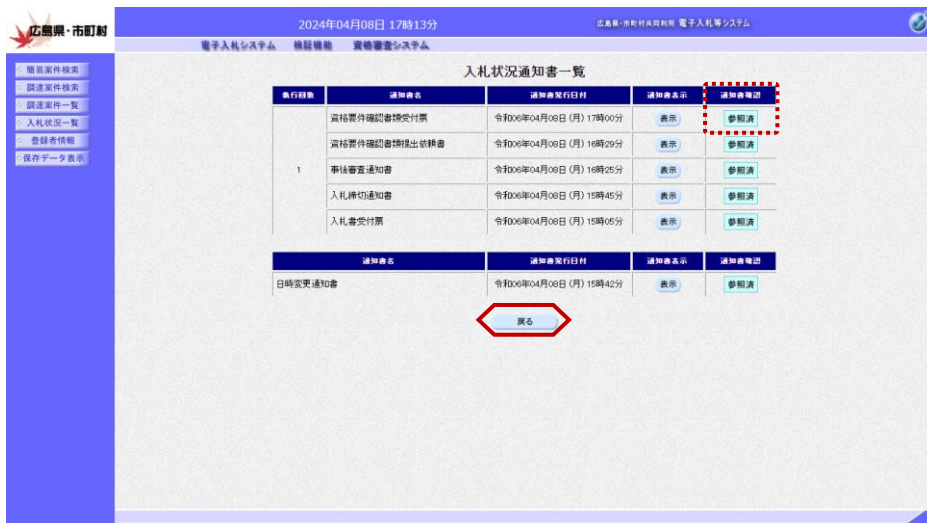 広島県・市町村
2024年04月08日 17時13分
広島県・市町村共同利用 電子入札等システム
電子入札システム 検証機能 資格審査システム
簡易案件検索
調達案件検索
調達案件一覧
入札状況一覧
登録者情報
保存データ表示
入札状況通知書一覧
執行回数 通知書名 通知書発行日付 通知書表示 通知書確認
資格要件確認書類受付票 令和06年04月08日 (月) 17時00分 表示 参照済
資格要件確認書類提出依頼書 令和06年04月08日 (月) 16時29分 表示 参照済
1 事後審査通知書 令和06年04月08日 (月) 16時25分 表示 参照済
入札締切通知書 令和06年04月08日 (月) 15時45分 表示 参照済
入札書受付票 令和06年04月08日 (月) 15時05分 表示 参照済
通知書名 通知書発行日付 通知書表示 通知書確認
日時変更通知書 令和06年04月08日 (月) 15時42分 表示 参照済
戻る